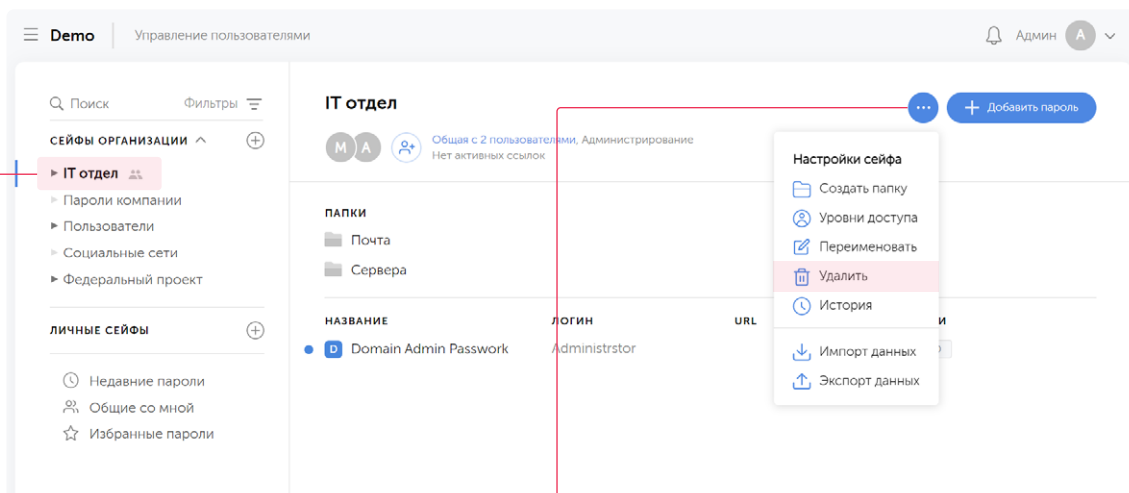 Demo
Управление пользователями
Админ
A
Поиск
Фильтры
СЕЙФЫ ОРГАНИЗАЦИИ
IT отдел
Пароли компании
Пользователи
Социальные сети
Федеральный проект
ЛИЧНЫЕ СЕЙФЫ
Недавние пароли
Общие со мной
Избранные пароли
IT отдел
Добавить пароль
M A
Общая с 2 пользователями, Администрирование
Нет активных ссылок
ПАПКИ
Почта
Сервера
НАЗВАНИЕ ЛОГИН URL
D Domain Admin Passwork Administrstor
Настройки сейфа
Создать папку
Уровни доступа
Переименовать
Удалить
История
Импорт данных
Экспорт данных